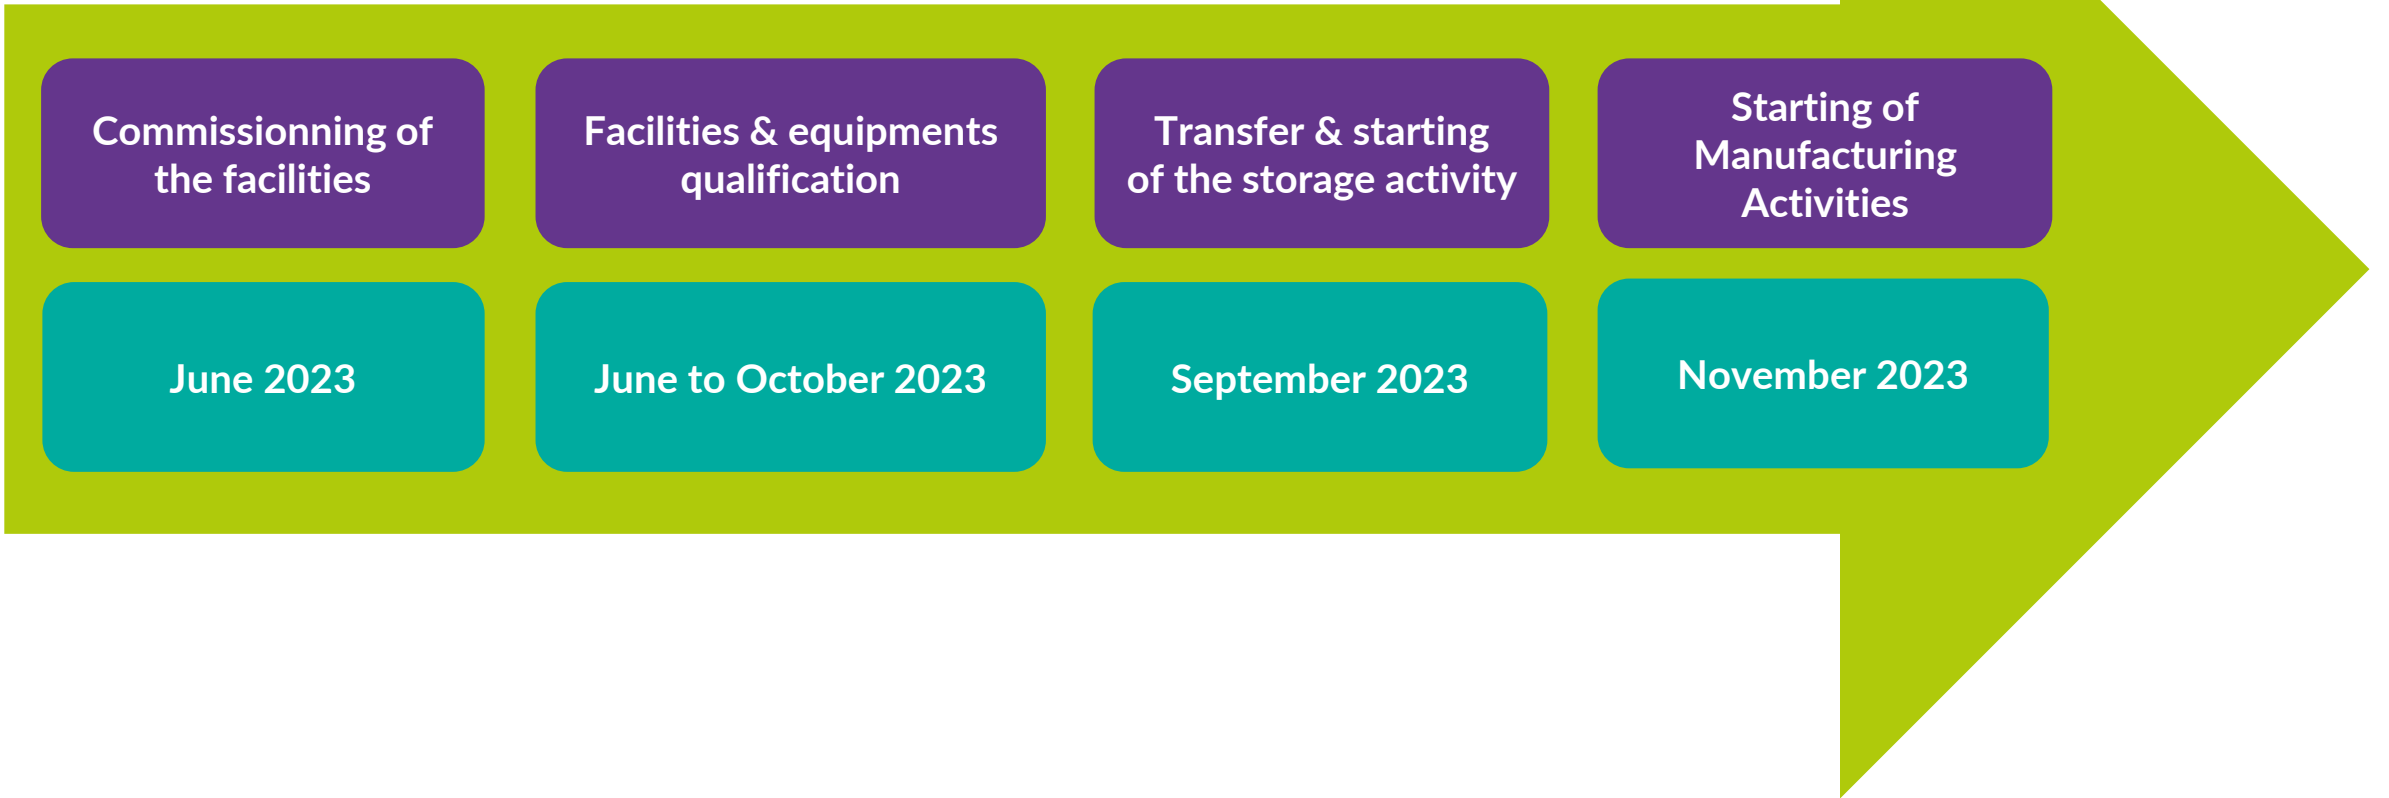 Commissionning of
the facilities
Facilities & equipments
qualification
Transfer & starting
of the storage activity
Starting of
Manufacturing
Activities
June 2023
June to October 2023
September 2023
November 2023